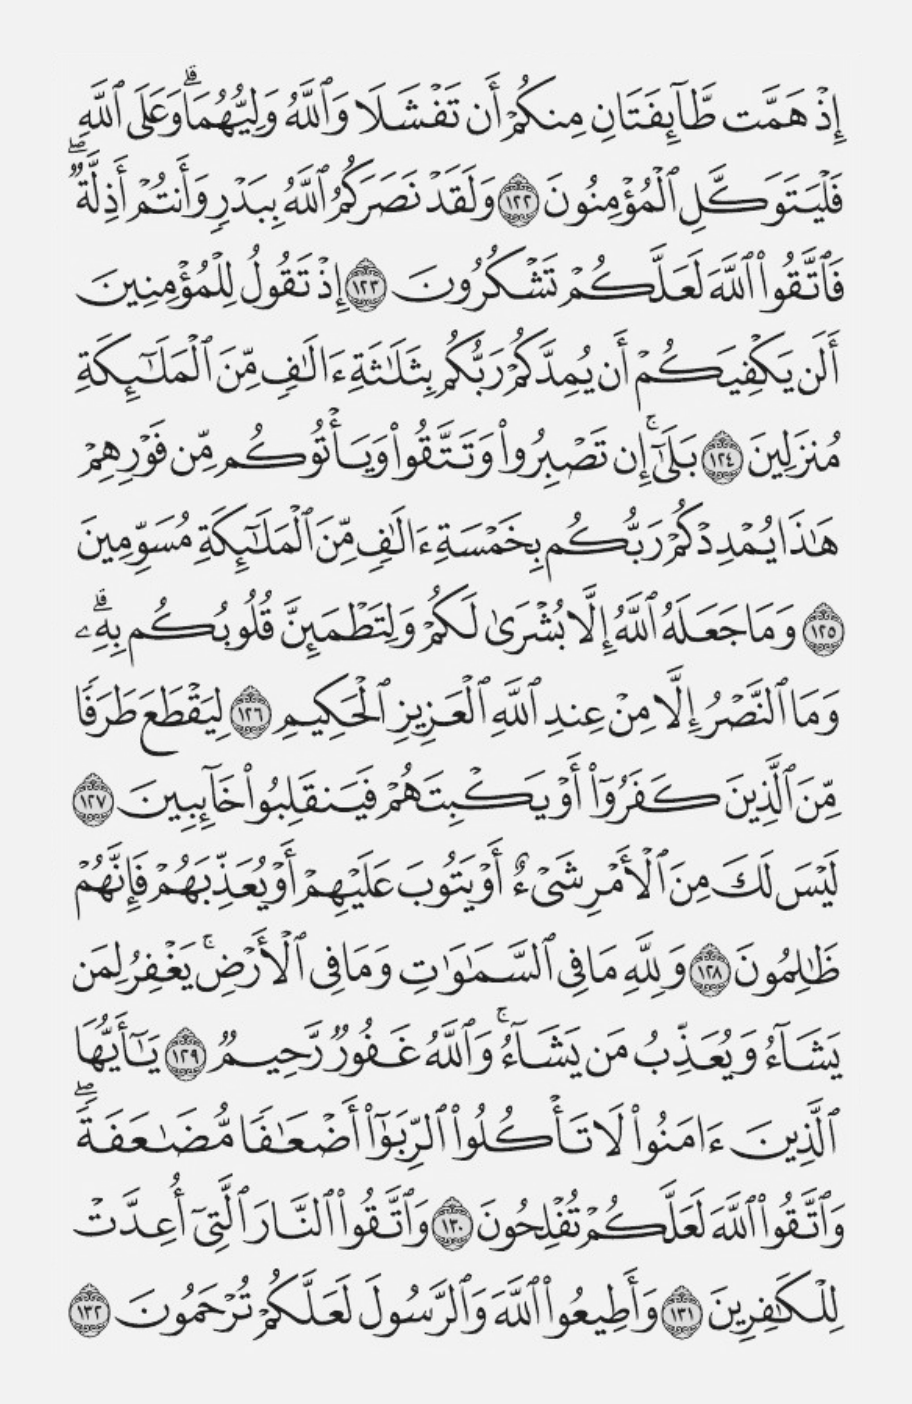 إِذْ هَمَّت طَّآئِفَتَانِ مِنكُمْ أَن تَفْشَلَا وَٱللَّهُ وَلِيُّهُمَاۗ وَعَلَى ٱللَّهِ
فَلْيَتَوَكَّلِ ٱلْمُؤْمِنُونَ ١٢٢ وَلَقَدْ نَصَرَكُمُ ٱللَّهُ بِبَدْرٍ وَأَنتُمْ أَذِلَّةٌۖ
فَٱتَّقُوا۟ ٱللَّهَ لَعَلَّكُمْ تَشْكُرُونَ ١٢٣ إِذْ تَقُولُ لِلْمُؤْمِنِينَ
أَلَن يَكْفِيَكُمْ أَن يُمِدَّكُمْ رَبُّكُم بِثَلَٰثَةِ ءَالَٰفٍ مِّنَ ٱلْمَلَٰٓئِكَةِ
مُنزَلِينَ ١٢٤ بَلَىٰٓۚ إِن تَصْبِرُوا۟ وَتَتَّقُوا۟ وَيَأْتُوكُم مِّن فَوْرِهِمْ
هَٰذَا يُمْدِدْكُمْ رَبُّكُم بِخَمْسَةِ ءَالَٰفٍ مِّنَ ٱلْمَلَٰٓئِكَةِ مُسَوِّمِينَ
١٢٥ وَمَا جَعَلَهُ ٱللَّهُ إِلَّا بُشْرَىٰ لَكُمْ وَلِتَطْمَئِنَّ قُلُوبُكُم بِهِۦۗ
وَمَا ٱلنَّصْرُ إِلَّا مِنْ عِندِ ٱللَّهِ ٱلْعَزِيزِ ٱلْحَكِيمِ ١٢٦ لِيَقْطَعَ طَرَفًا
مِّنَ ٱلَّذِينَ كَفَرُوٓا۟ أَوْ يَكْبِتَهُمْ فَيَنقَلِبُوا۟ خَآئِبِينَ ١٢٧
لَيْسَ لَكَ مِنَ ٱلْأَمْرِ شَىْءٌ أَوْ يَتُوبَ عَلَيْهِمْ أَوْ يُعَذِّبَهُمْ فَإِنَّهُمْ
ظَٰلِمُونَ ١٢٨ وَلِلَّهِ مَا فِى ٱلسَّمَٰوَٰتِ وَمَا فِى ٱلْأَرْضِۚ يَغْفِرُ لِمَن
يَشَآءُ وَيُعَذِّبُ مَن يَشَآءُۚ وَٱللَّهُ غَفُورٌ رَّحِيمٌ ١٢٩ يَٰٓأَيُّهَا
ٱلَّذِينَ ءَامَنُوا۟ لَا تَأْكُلُوا۟ ٱلرِّبَوٰٓا۟ أَضْعَٰفًا مُّضَٰعَفَةًۖ
وَٱتَّقُوا۟ ٱللَّهَ لَعَلَّكُمْ تُفْلِحُونَ ١٣٠ وَٱتَّقُوا۟ ٱلنَّارَ ٱلَّتِىٓ أُعِدَّتْ
لِلْكَٰفِرِينَ ١٣١ وَأَطِيعُوا۟ ٱللَّهَ وَٱلرَّسُولَ لَعَلَّكُمْ تُرْحَمُونَ ١٣٢